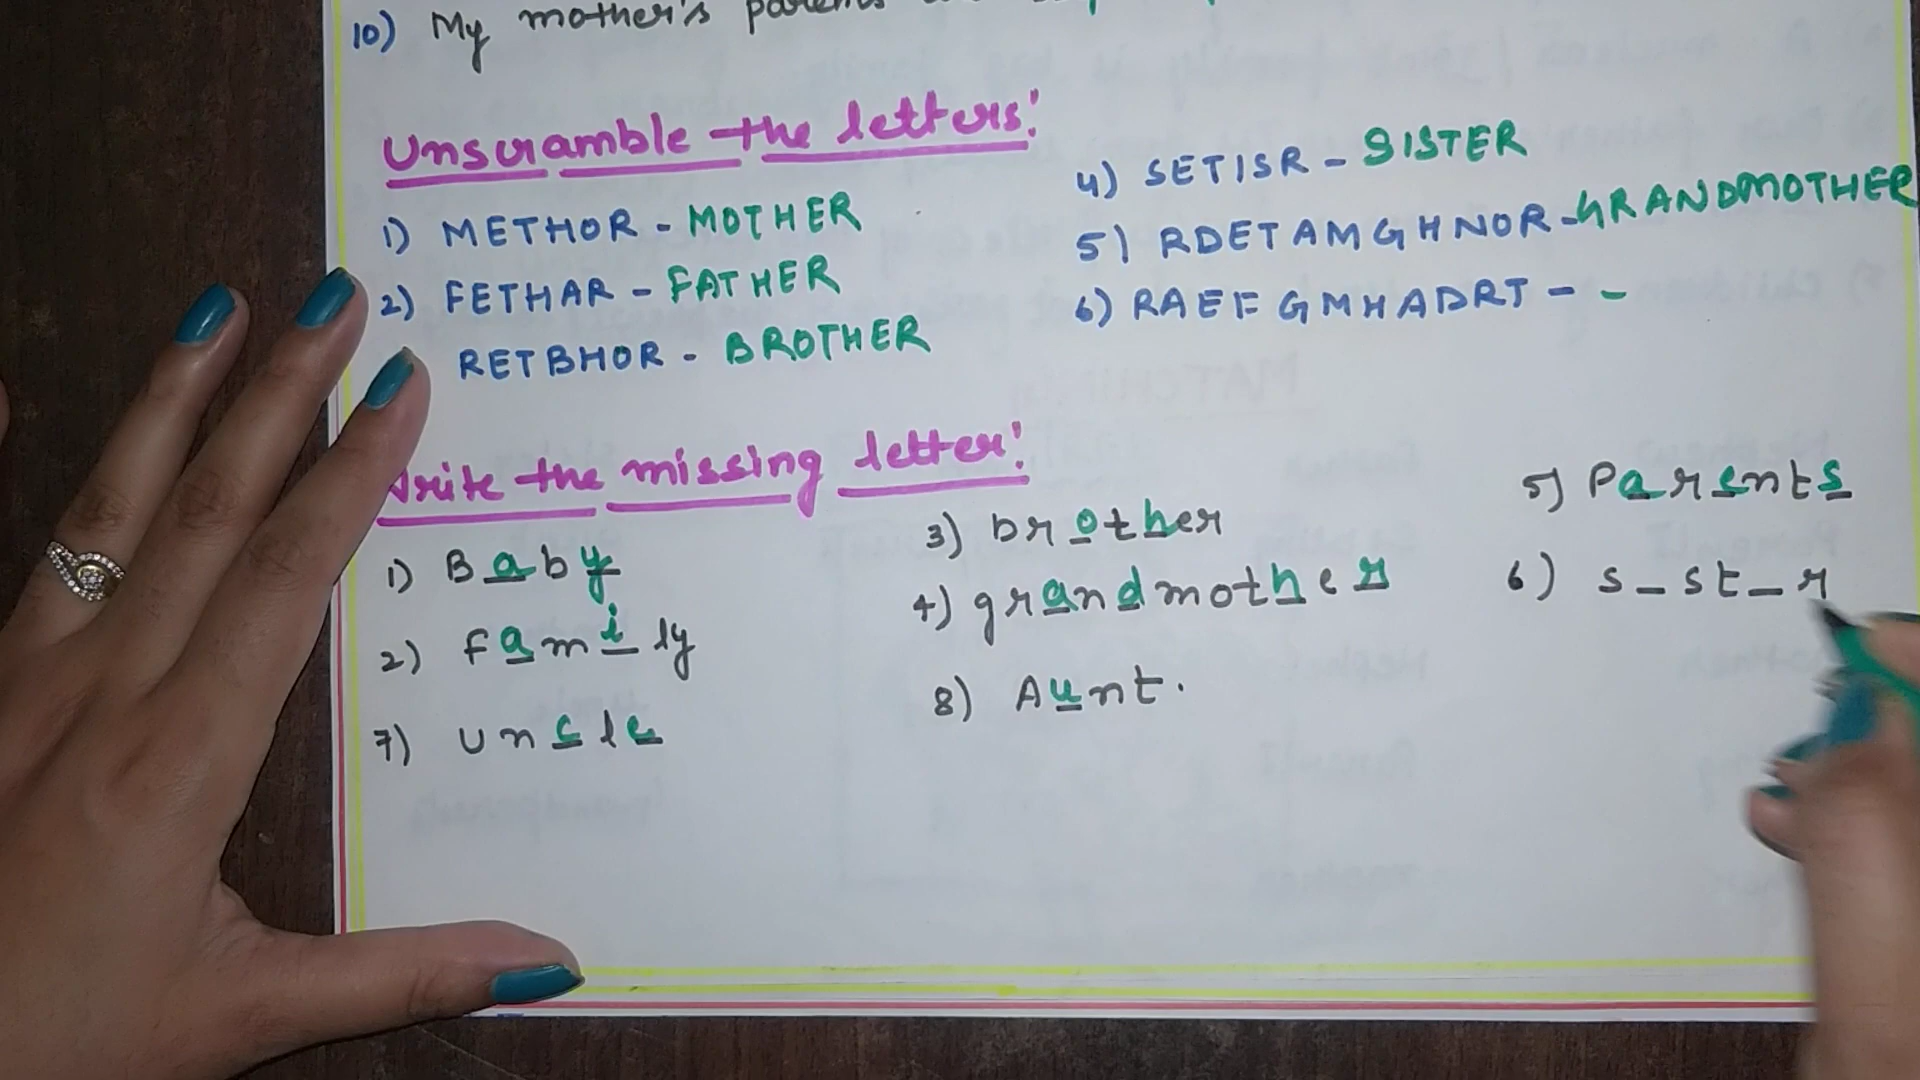 10) My mother's parents
Unscramble the letters:
1) METHOR - MOTHER
2) FETHAR - FATHER
RETBHOR - BROTHER
4) SETISR - SISTER
5) RDETAMGHNOR - GRANDMOTHER
6) RAEFGMHADRT - -
Write the missing letter:
1) Baby
2) Family
7) Uncle
3) brother
4) grandmother
8) Aunt.
5) Parents
6) s_st_r